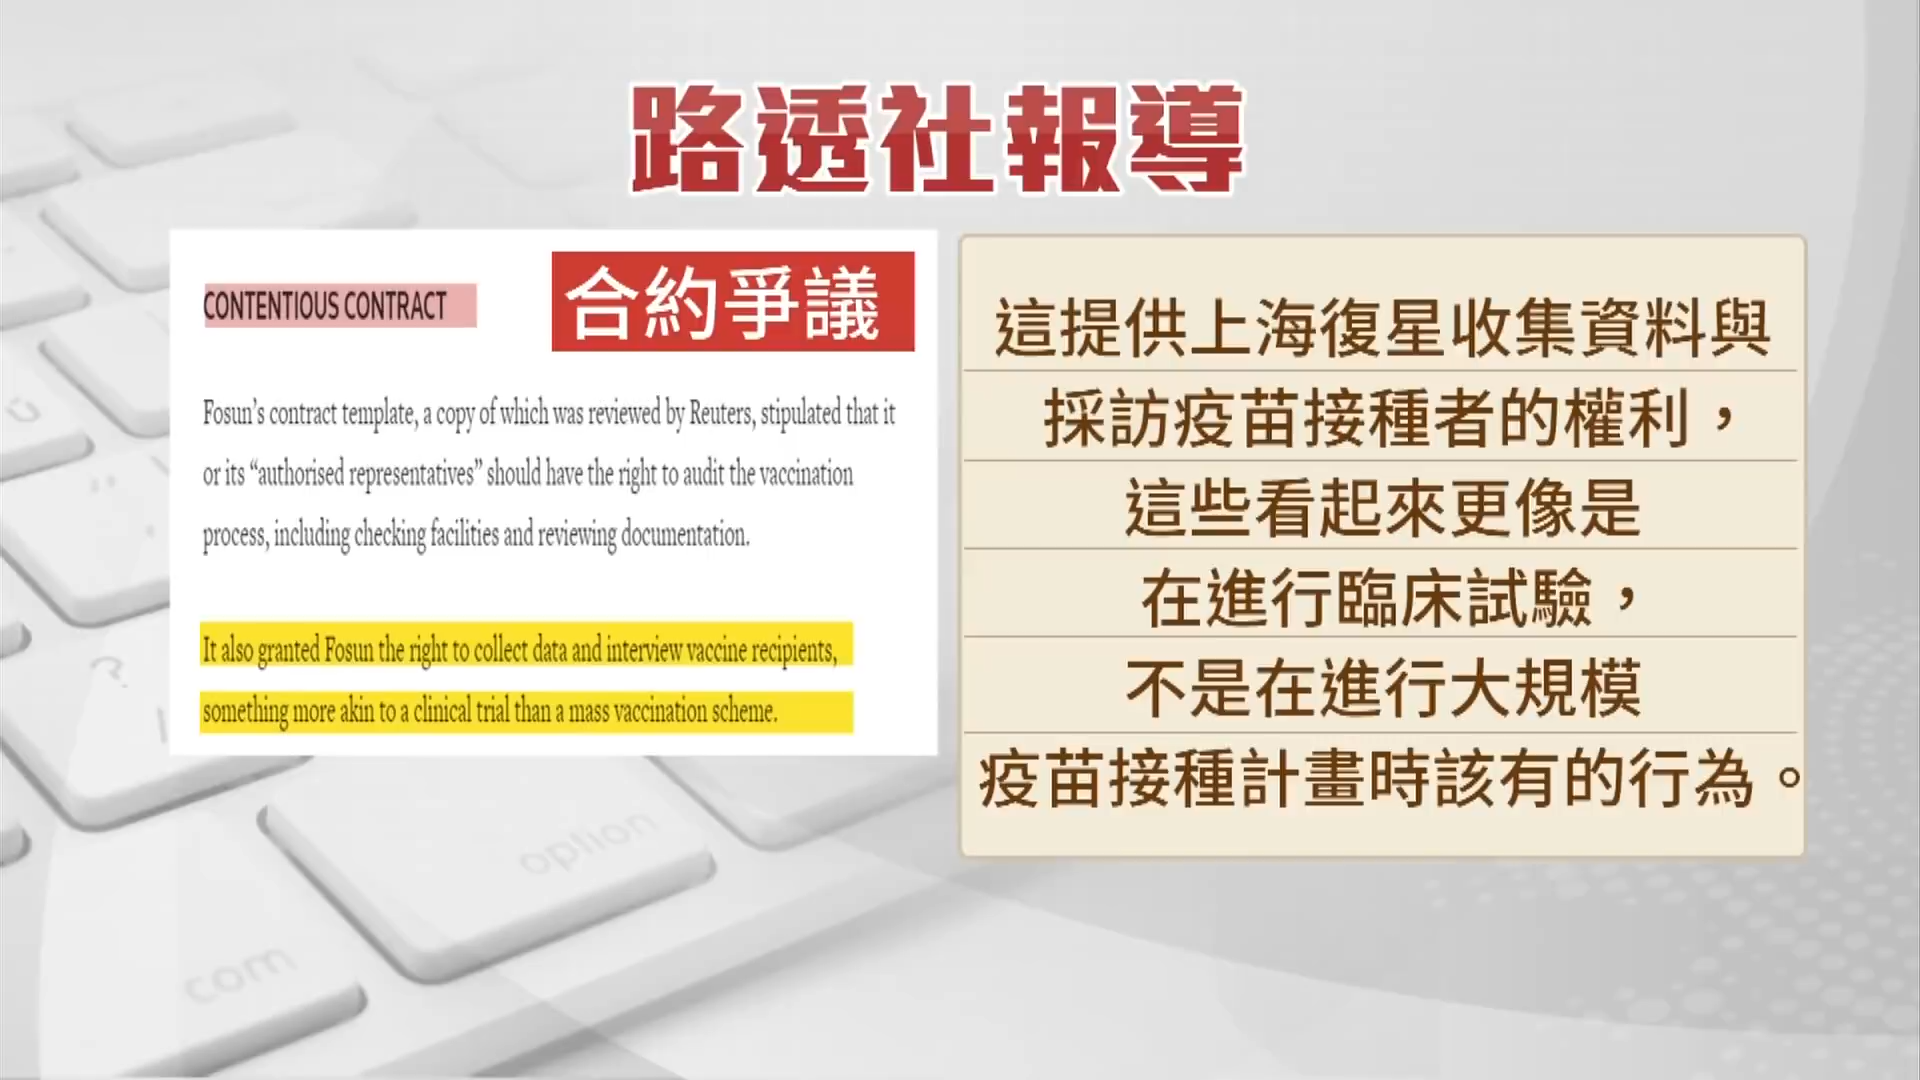 路透社報導
CONTENTIOUS CONTRACT
合約爭議
Fosun’s contract template, a copy of which was reviewed by Reuters, stipulated that it
or its “authorised representatives” should have the right to audit the vaccination
process, including checking facilities and reviewing documentation.
It also granted Fosun the right to collect data and interview vaccine recipients,
something more akin to a clinical trial than a mass vaccination scheme.
這提供上海復星收集資料與
採訪疫苗接種者的權利，
這些看起來更像是
在進行臨床試驗，
不是在進行大規模
疫苗接種計畫時該有的行為。
option
com